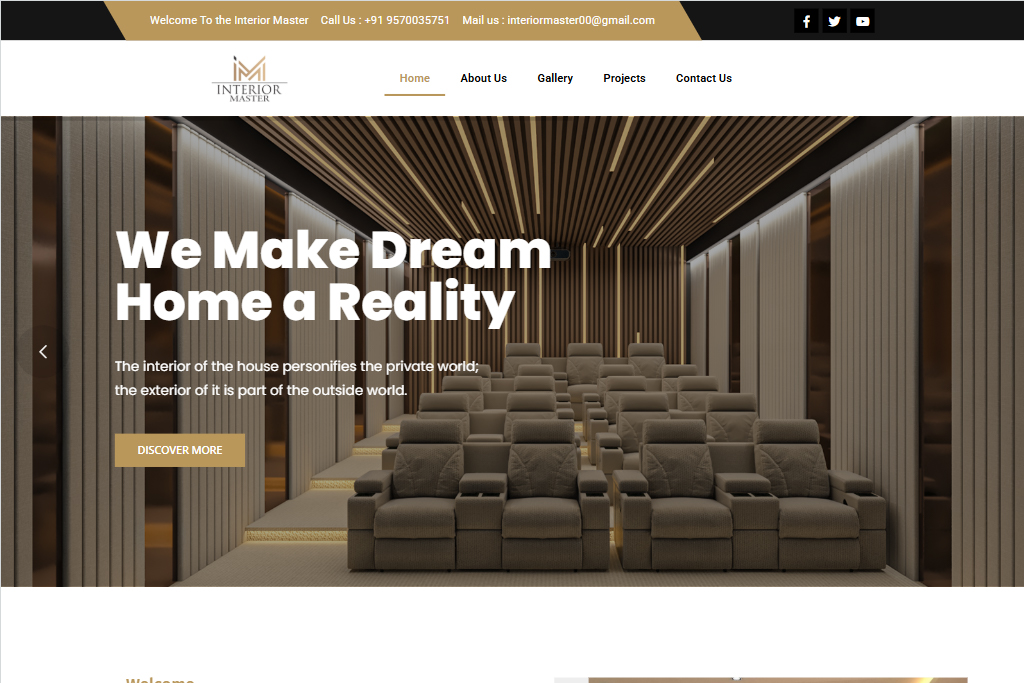 Welcome To the Interior Master Call Us : +91 9570035751 Mail us : interiormaster00@gmail.com
INTERIOR
MASTER
Home About Us Gallery Projects Contact Us
We Make Dream
Home a Reality
The interior of the house personifies the private world;
the exterior of it is part of the outside world.
DISCOVER MORE
Welcome